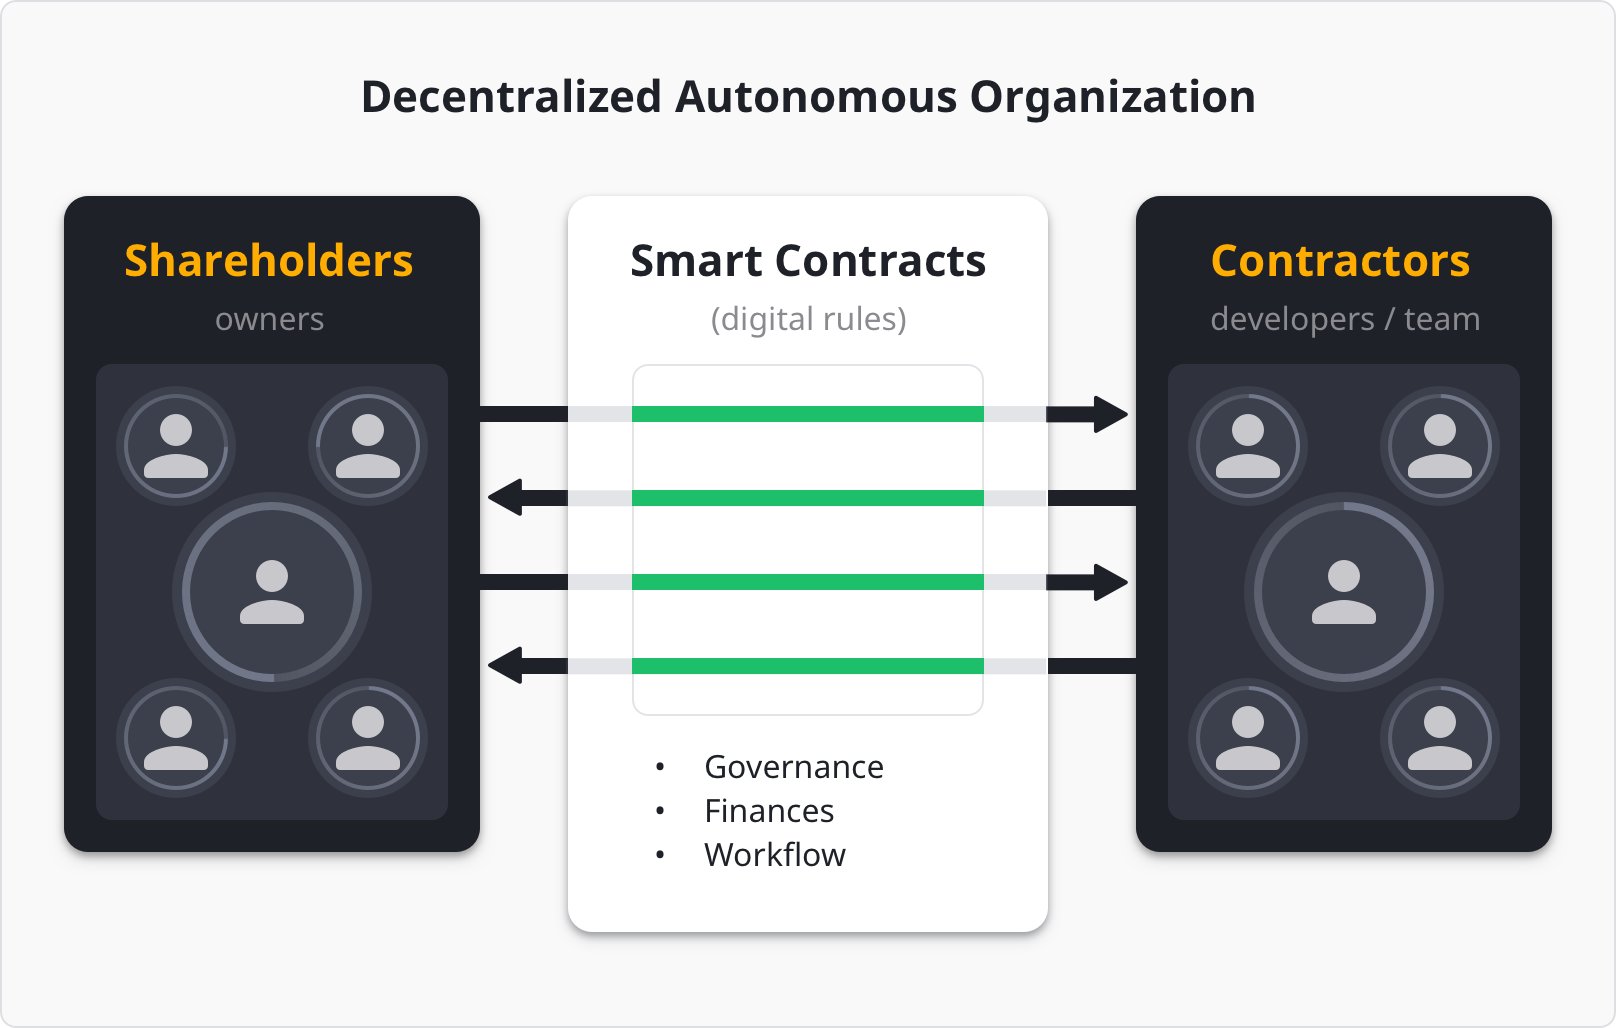 Decentralized Autonomous Organization
Shareholders
owners
Smart Contracts
(digital rules)
• Governance
• Finances
• Workflow
Contractors
developers / team